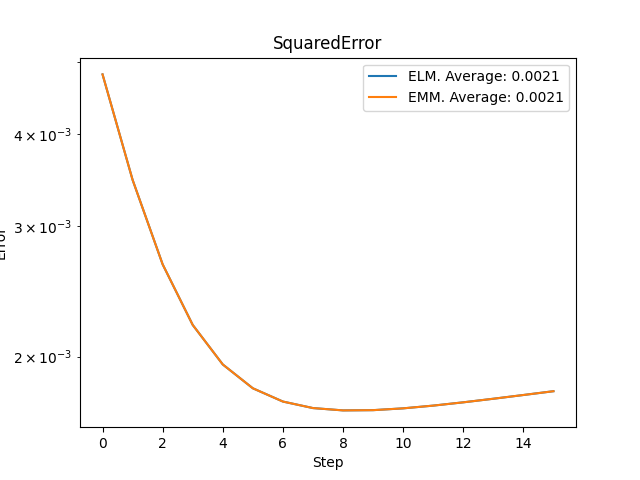 SquaredError
ELM. Average: 0.0021
EMM. Average: 0.0021
4 × 10⁻³
3 × 10⁻³
2 × 10⁻³
Error
0 2 4 6 8 10 12 14
Step